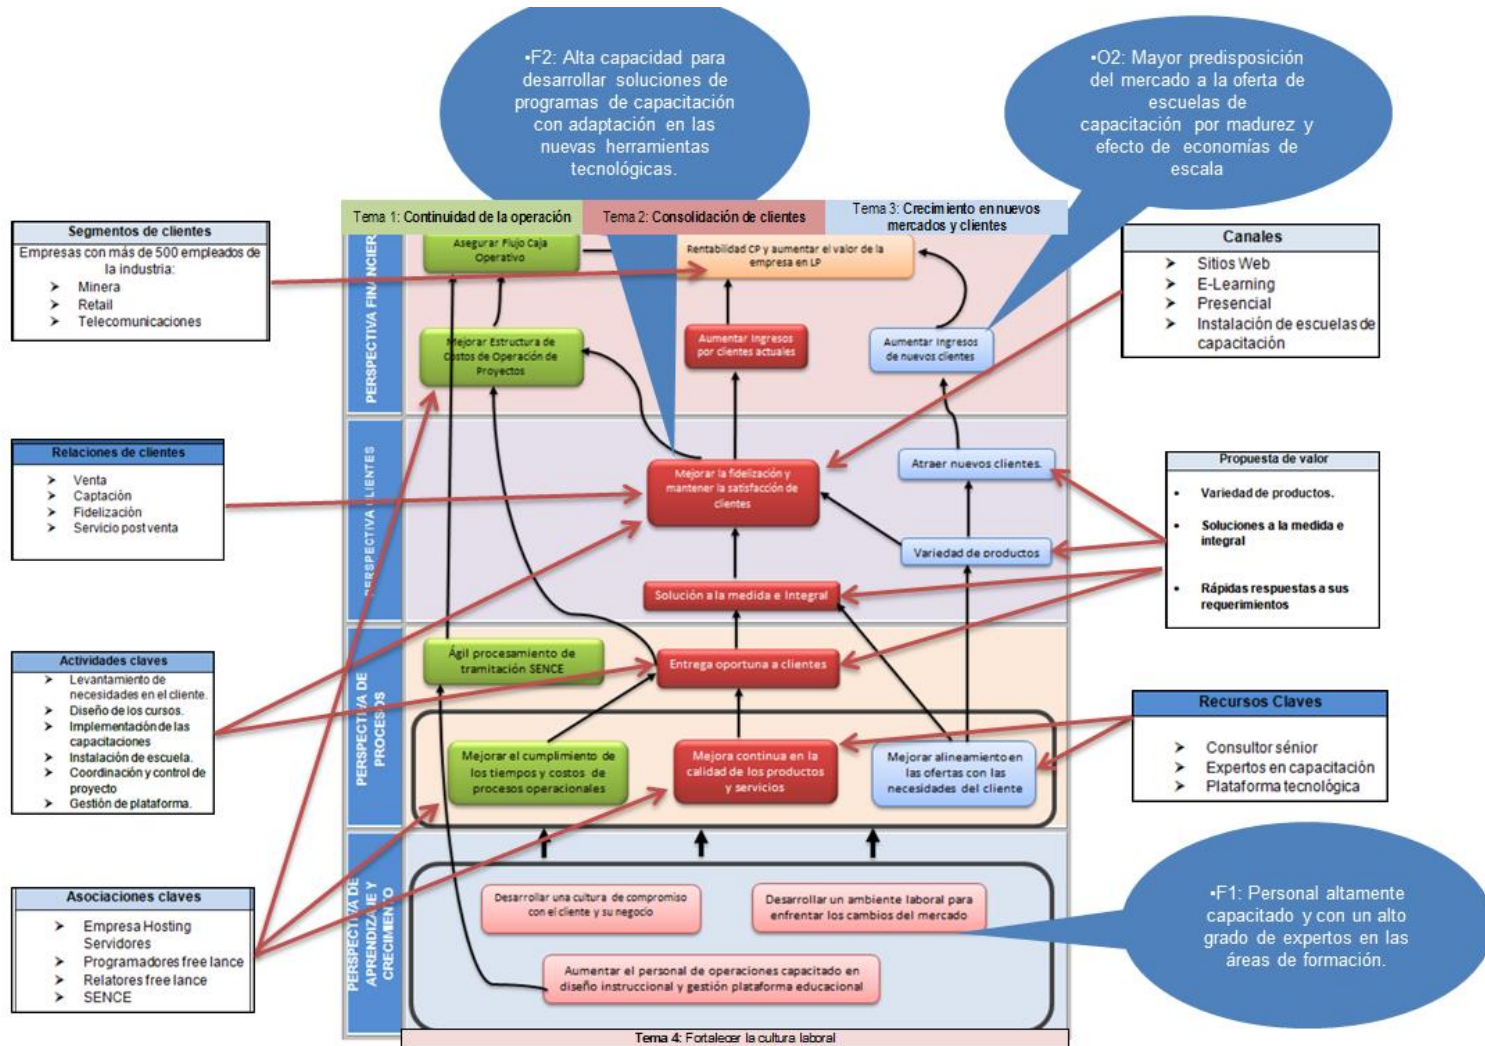 •F2: Alta capacidad para
desarrollar soluciones de
programas de capacitación
con adaptación en las
nuevas herramientas
tecnológicas.
•O2: Mayor predisposición
del mercado a la oferta de
escuelas de
capacitación por madurez y
efecto de economías de
escala
Tema 1: Continuidad de la operación
Tema 2: Consolidación de clientes
Tema 3: Crecimiento en nuevos
mercados y clientes
Segmentos de clientes
Empresas con más de 500 empleados de
la industria:
➢ Minera
➢ Retail
➢ Telecomunicaciones
PERSPECTIVA FINANCIER
Asegurar Flujo Caja
Operativo
Rentabilidad CP y aumentar el valor de la
empresa en LP
Mejorar Estructura de
Costos de Operación de
Proyectos
Aumentar Ingresos
por clientes actuales
Aumentar Ingresos
de nuevos clientes
Canales
➢ Sitios Web
➢ E-Learning
➢ Presencial
➢ Instalación de escuelas de
capacitación
Relaciones de clientes
➢ Venta
➢ Captación
➢ Fidelización
➢ Servicio post venta
PERSPECTIVA CLIENTES
Mejorar la fidelización y
mantener la satisfacción de
clientes
Atraer nuevos clientes.
Variedad de productos
Solución a la medida e Integral
Propuesta de valor
• Variedad de productos.
• Soluciones a la medida e
integral
• Rápidas respuestas a sus
requerimientos
Actividades claves
➢ Levantamiento de
necesidades en el cliente.
➢ Diseño de los cursos.
➢ Implementación de las
capacitaciones
➢ Instalación de escuela.
➢ Coordinación y control de
proyecto
➢ Gestión de plataforma.
PERSPECTIVA DE
PROCESOS
Ágil procesamiento de
tramitación SENCE
Entrega oportuna a clientes
Mejorar el cumplimiento de
los tiempos y costos de
procesos operacionales
Mejora continua en la
calidad de los productos
y servicios
Mejorar alineamiento en
las ofertas con las
necesidades del cliente
Recursos Claves
➢ Consultor sénior
➢ Expertos en capacitación
➢ Plataforma tecnológica
Asociaciones claves
➢ Empresa Hosting
Servidores
➢ Programadores free lance
➢ Relatores free lance
➢ SENCE
PERSPECTIVA DE
APRENDIZAJE Y
CRECIMIENTO
Desarrollar una cultura de compromiso
con el cliente y su negocio
Desarrollar un ambiente laboral para
enfrentar los cambios del mercado
Aumentar el personal de operaciones capacitado en
diseño instruccional y gestión plataforma educacional
•F1: Personal altamente
capacitado y con un alto
grado de expertos en las
áreas de formación.
Tema 4: Fortalecer la cultura laboral